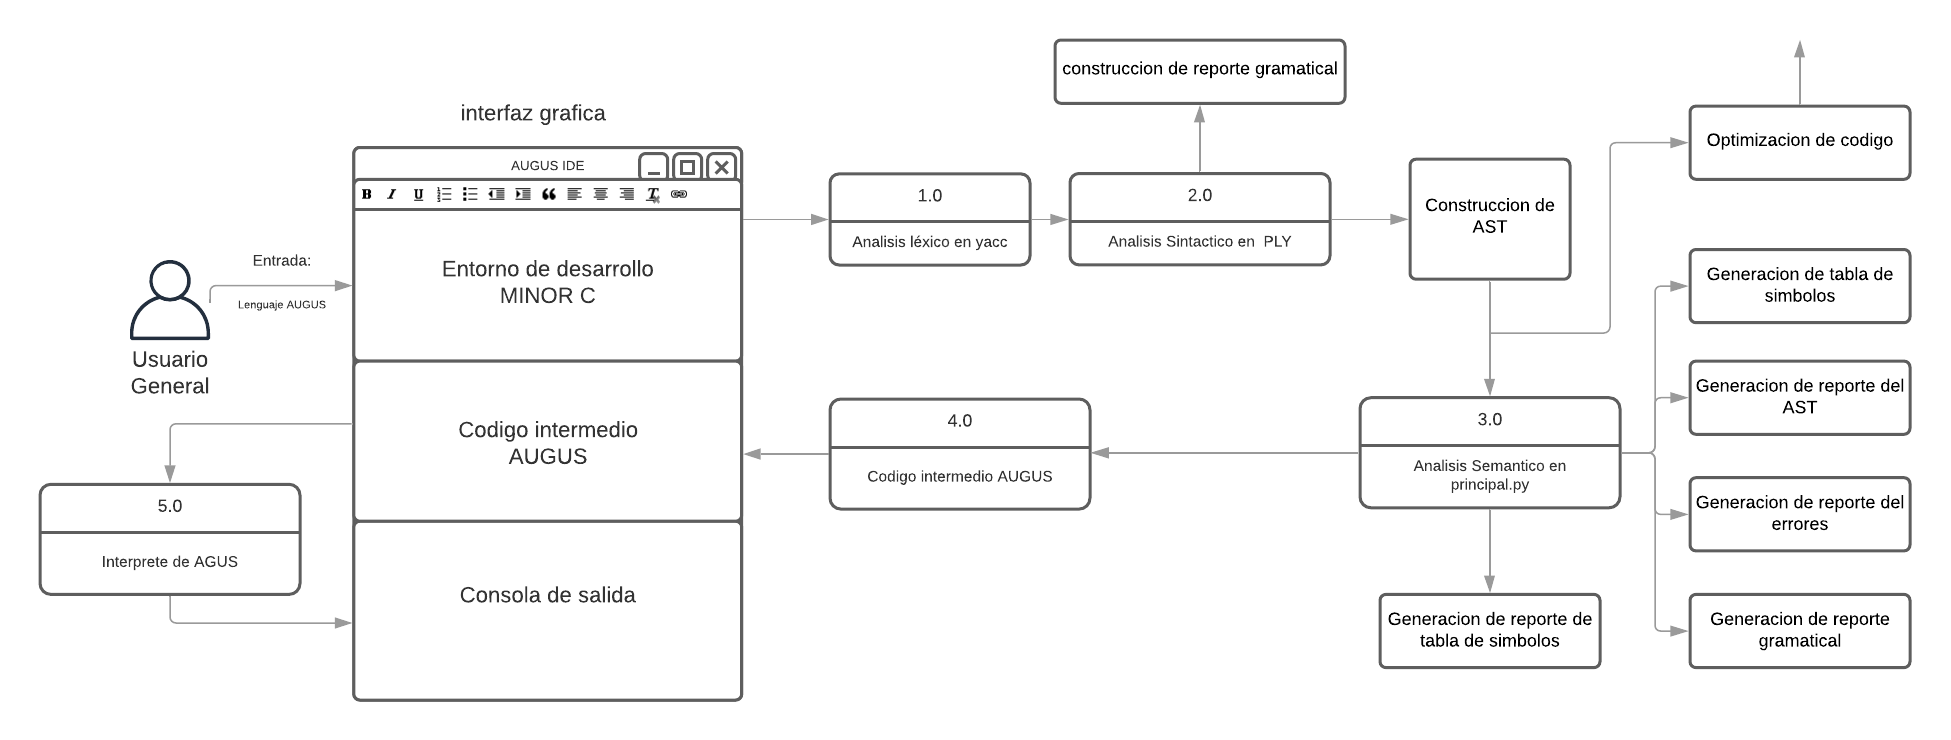 interfaz grafica
AUGUS IDE
Entorno de desarrollo
MINOR C
Codigo intermedio
AUGUS
Consola de salida
Entrada:
Lenguaje AUGUS
Usuario
General
5.0
Interprete de AGUS
1.0
Analisis léxico en yacc
construccion de reporte gramatical
2.0
Analisis Sintactico en  PLY
Construccion de
AST
Optimizacion de codigo
3.0
Analisis Semantico en
principal.py
4.0
Codigo intermedio AUGUS
Generacion de reporte de
tabla de simbolos
Generacion de tabla de
simbolos
Generacion de reporte del
AST
Generacion de reporte del
errores
Generacion de reporte
gramatical